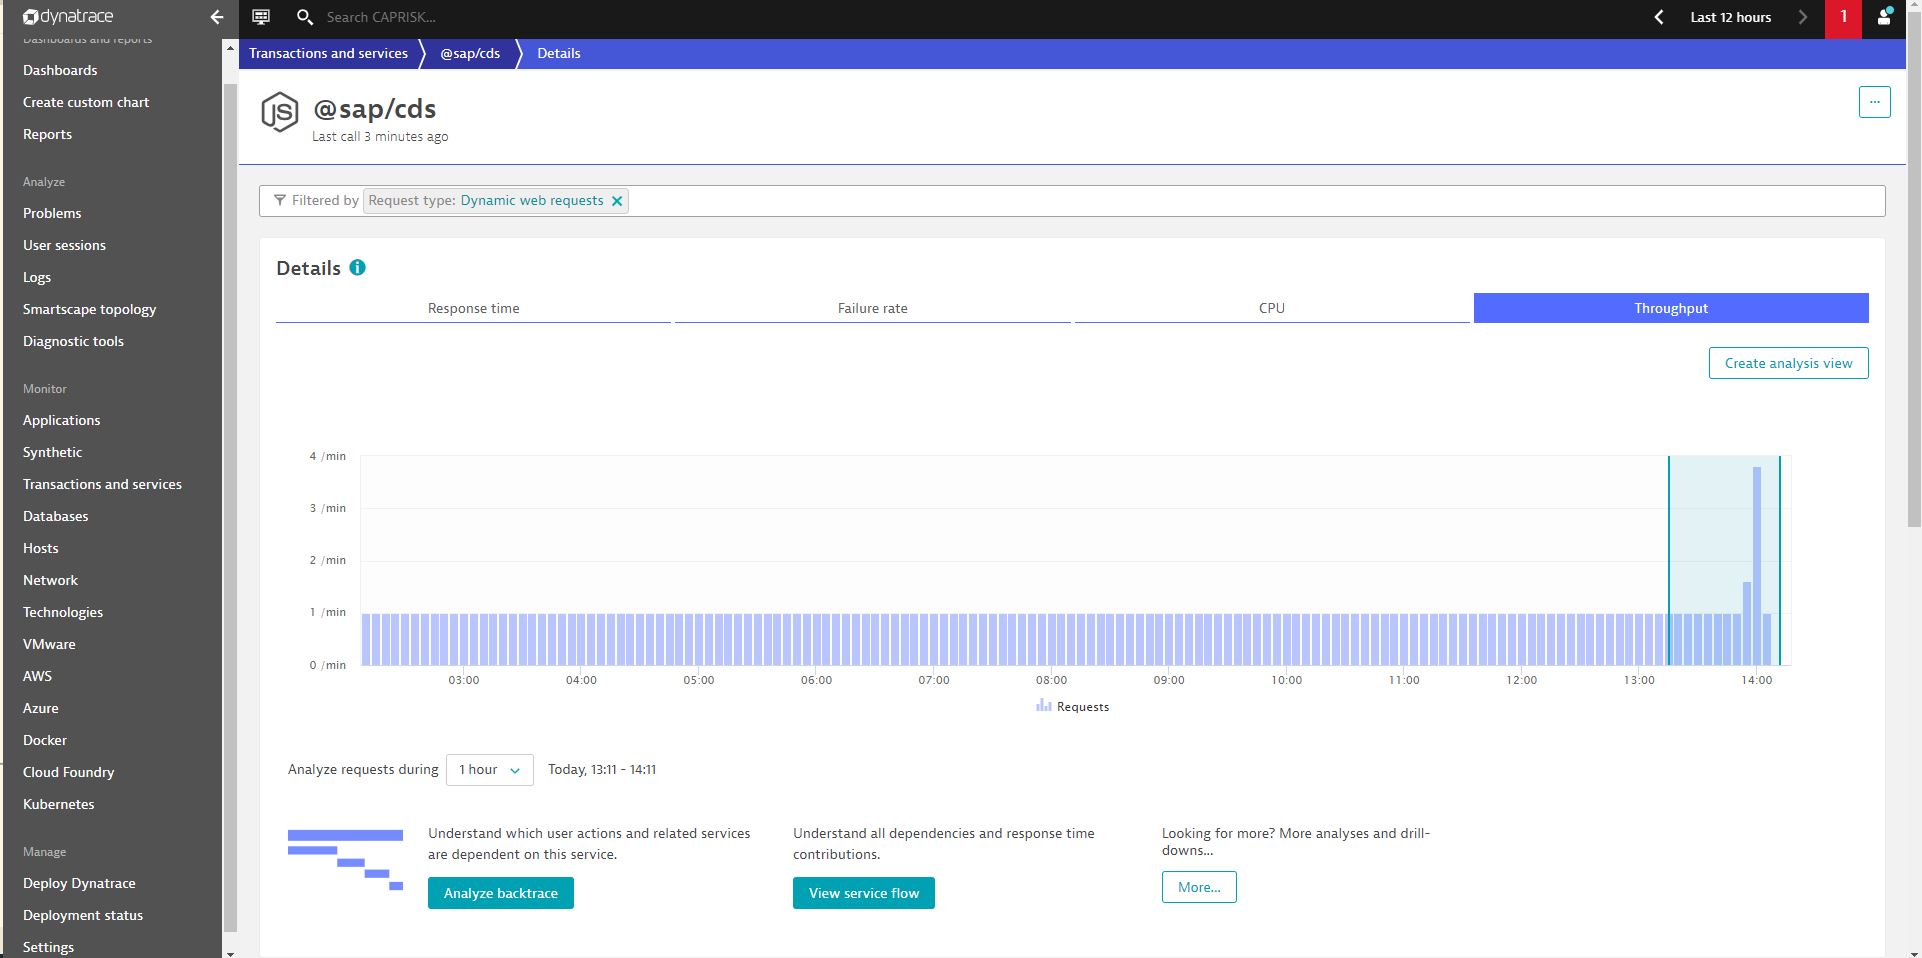 dynatrace
Search CAPRISK...
Last 12 hours
1
Dashboards and reports
Dashboards
Create custom chart
Reports
Analyze
Problems
User sessions
Logs
Smartscape topology
Diagnostic tools
Monitor
Applications
Synthetic
Transactions and services
Databases
Hosts
Network
Technologies
VMware
AWS
Azure
Docker
Cloud Foundry
Kubernetes
Manage
Deploy Dynatrace
Deployment status
Settings
Transactions and services @sap/cds Details
JS
@sap/cds
Last call 3 minutes ago
...
Filtered by Request type: Dynamic web requests
Details
Response time Failure rate CPU Throughput
Create analysis view
4 /min
3 /min
2 /min
1 /min
0 /min
03:00 04:00 05:00 06:00 07:00 08:00 09:00 10:00 11:00 12:00 13:00 14:00
Requests
Analyze requests during 1 hour Today, 13:11 - 14:11
Understand which user actions and related services
are dependent on this service.
Analyze backtrace
Understand all dependencies and response time
contributions.
View service flow
Looking for more? More analyses and drill-
downs...
More...